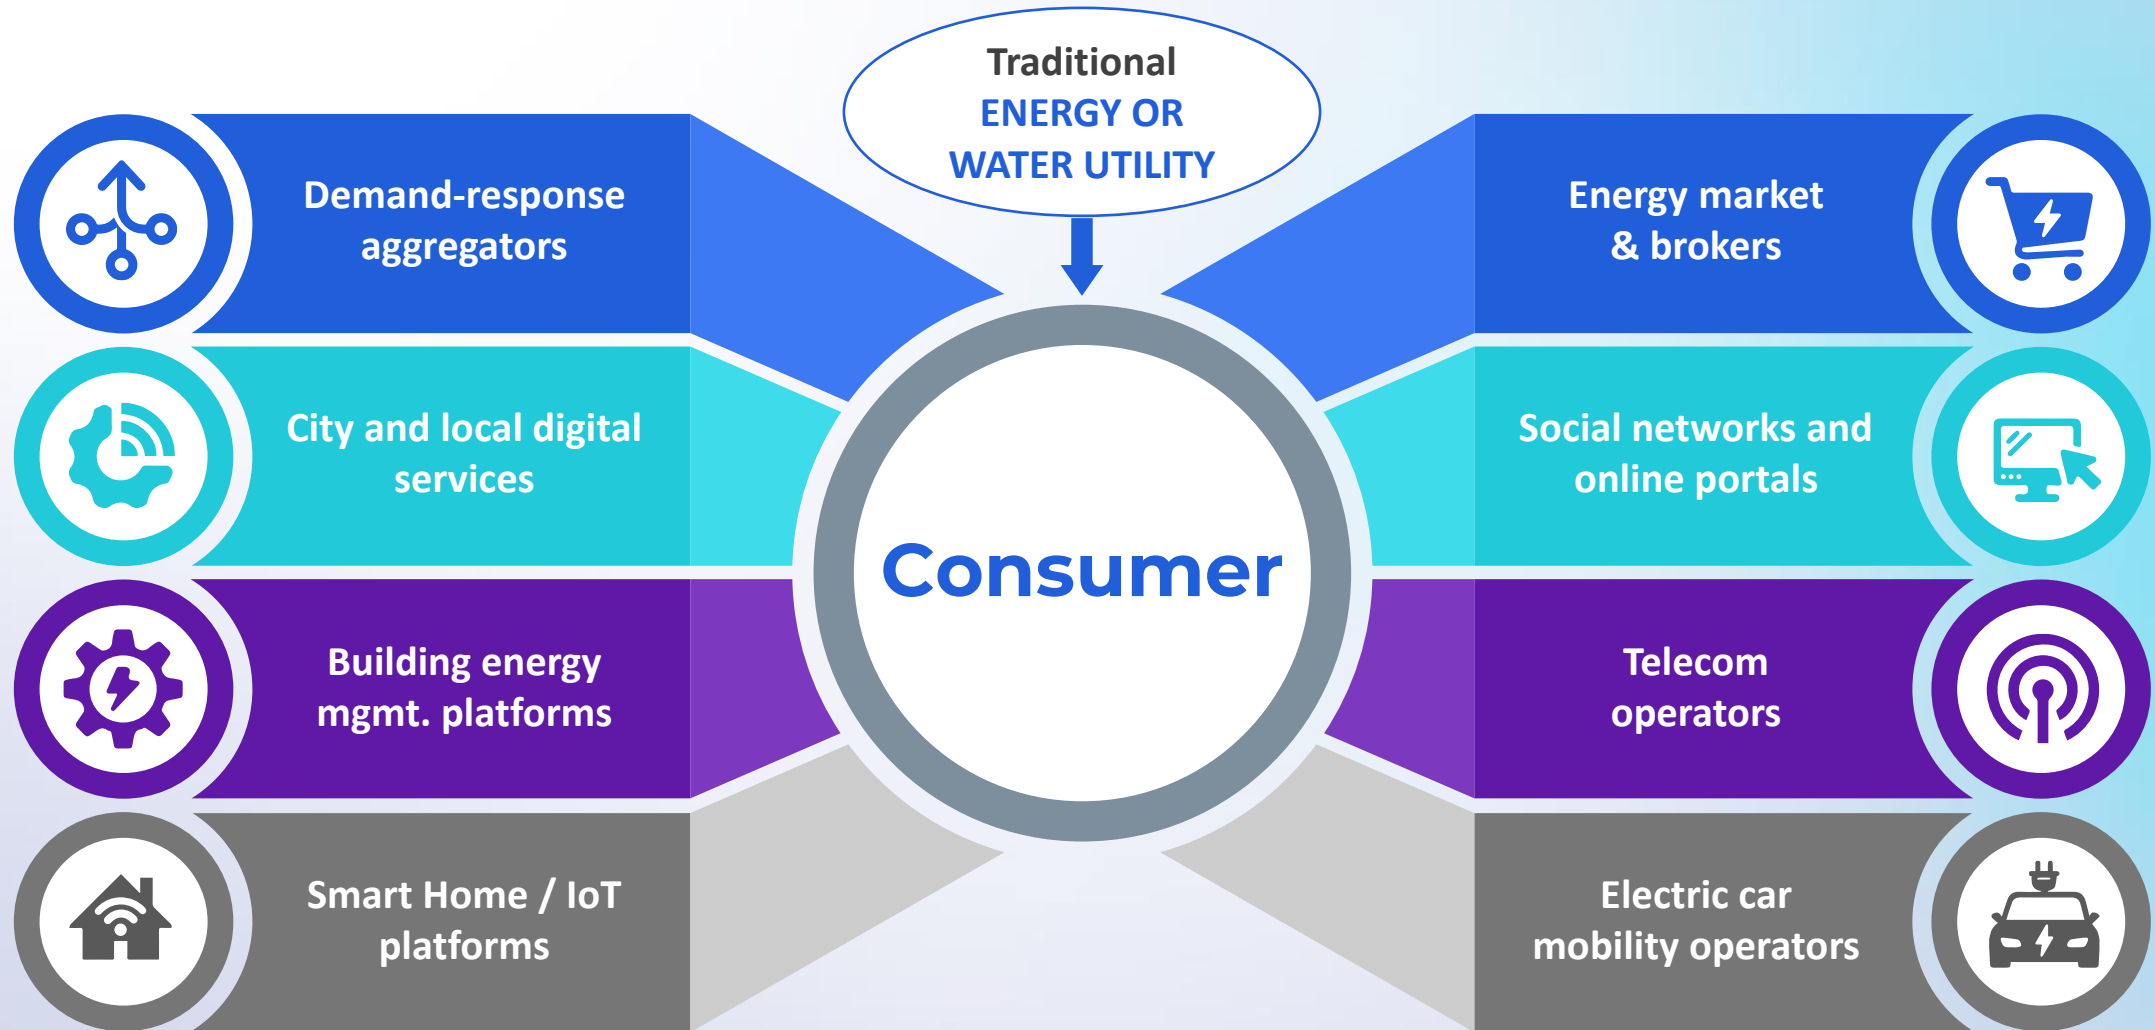 Traditional
ENERGY OR
WATER UTILITY
Demand-response
aggregators
City and local digital
services
Building energy
mgmt. platforms
Smart Home / IoT
platforms
Consumer
Energy market
& brokers
Social networks and
online portals
Telecom
operators
Electric car
mobility operators